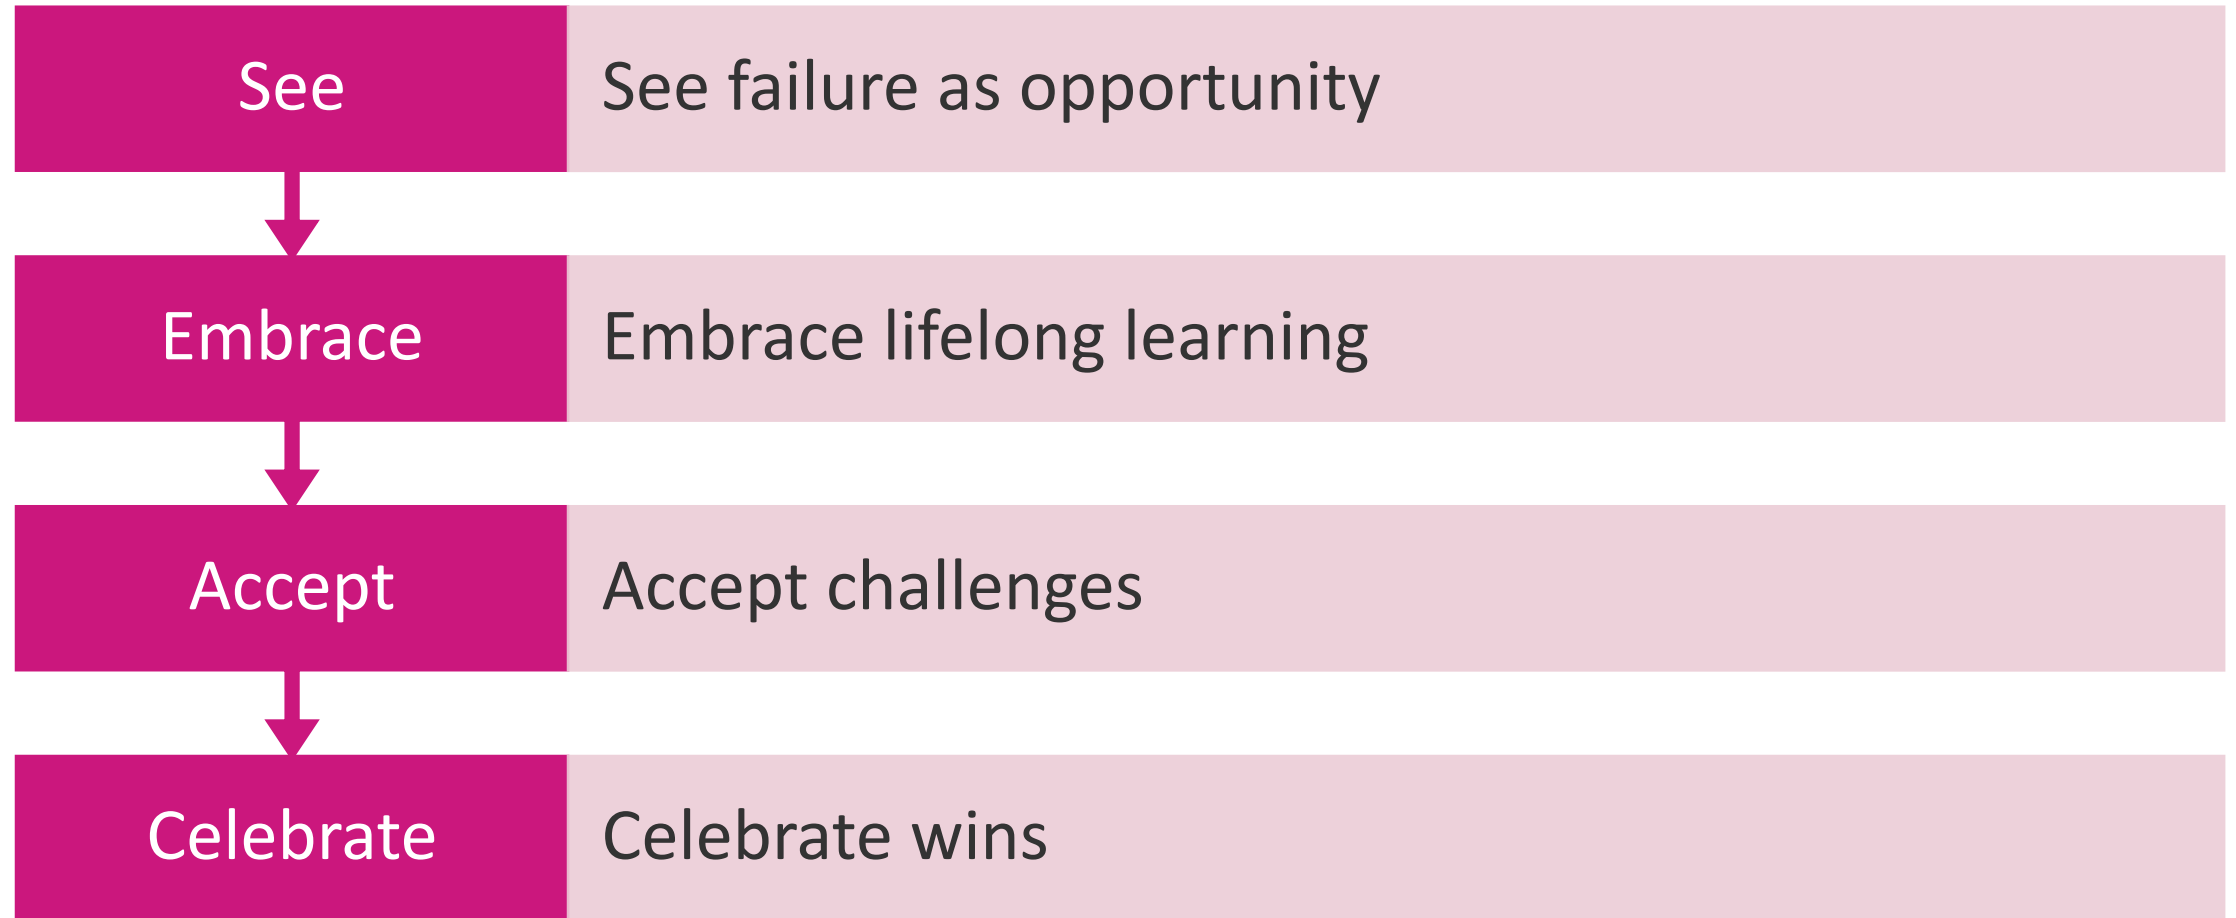 See
See failure as opportunity
Embrace
Embrace lifelong learning
Accept
Accept challenges
Celebrate
Celebrate wins